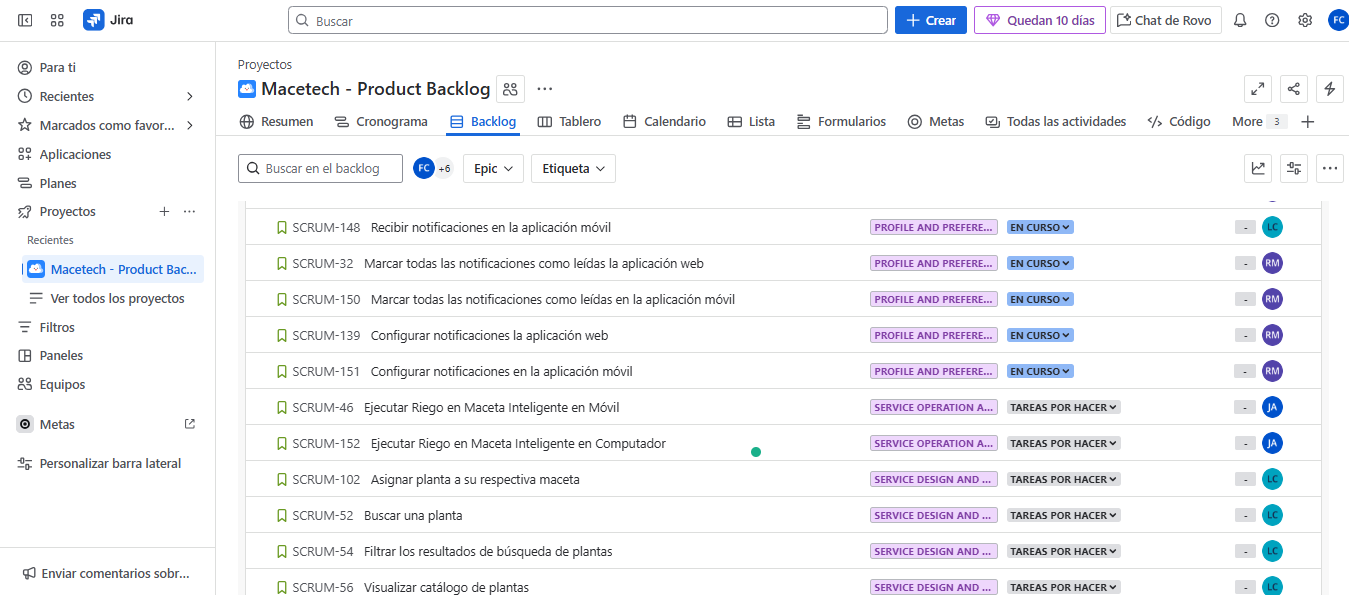 Jira
Buscar
Crear
Quedan 10 días
Chat de Rovo
FC
Para ti
Recientes
Marcados como favor...
Aplicaciones
Planes
Proyectos
Recientes
Macetech - Product Bac...
Ver todos los proyectos
Filtros
Paneles
Equipos
Metas
Personalizar barra lateral
Enviar comentarios sobr...
Proyectos
Macetech - Product Backlog
Resumen Cronograma Backlog Tablero Calendario Lista Formularios Metas Todas las actividades Código More 3
Buscar en el backlog FC +6 Epic Etiqueta
SCRUM-148 Recibir notificaciones en la aplicación móvil PROFILE AND PREFERE... EN CURSO - LC
SCRUM-32 Marcar todas las notificaciones como leídas la aplicación web PROFILE AND PREFERE... EN CURSO - RM
SCRUM-150 Marcar todas las notificaciones como leídas en la aplicación móvil PROFILE AND PREFERE... EN CURSO - RM
SCRUM-139 Configurar notificaciones la aplicación web PROFILE AND PREFERE... EN CURSO - RM
SCRUM-151 Configurar notificaciones en la aplicación móvil PROFILE AND PREFERE... EN CURSO - RM
SCRUM-46 Ejecutar Riego en Maceta Inteligente en Móvil SERVICE OPERATION A... TAREAS POR HACER - JA
SCRUM-152 Ejecutar Riego en Maceta Inteligente en Computador SERVICE OPERATION A... TAREAS POR HACER - JA
SCRUM-102 Asignar planta a su respectiva maceta SERVICE DESIGN AND ... TAREAS POR HACER - LC
SCRUM-52 Buscar una planta SERVICE DESIGN AND ... TAREAS POR HACER - LC
SCRUM-54 Filtrar los resultados de búsqueda de plantas SERVICE DESIGN AND ... TAREAS POR HACER - LC
SCRUM-56 Visualizar catálogo de plantas SERVICE DESIGN AND ... TAREAS POR HACER - LC